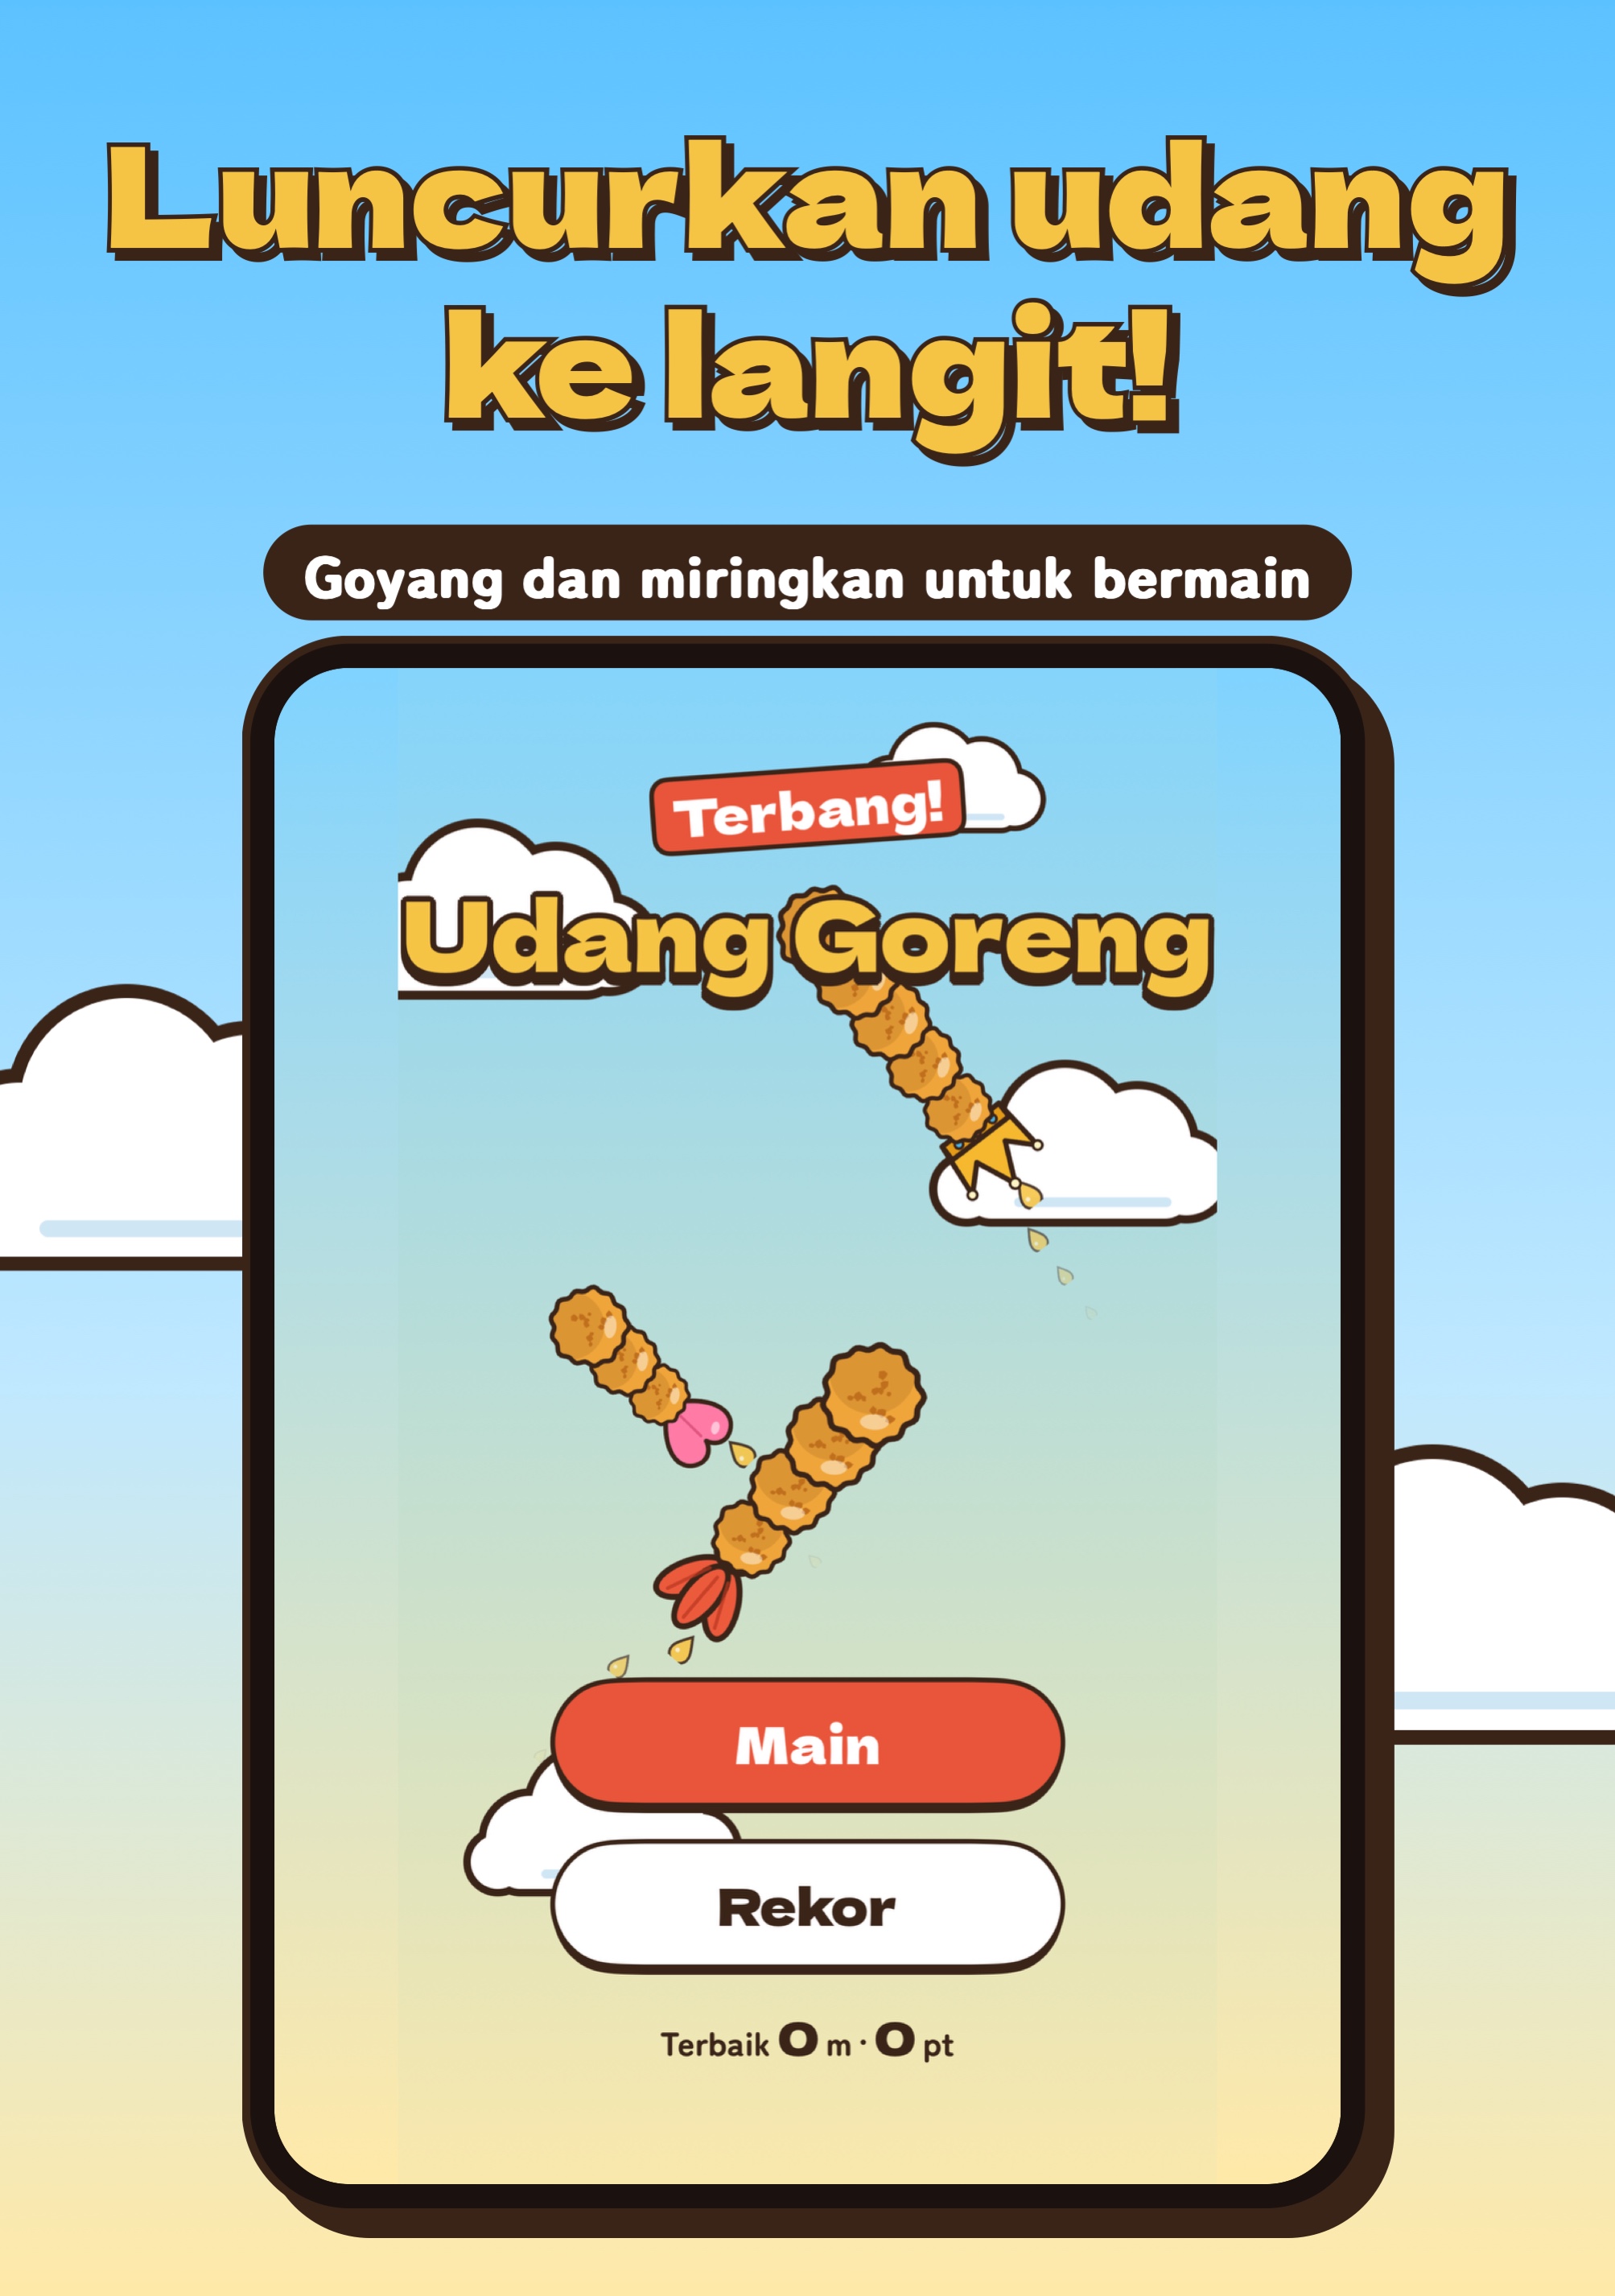 Luncurkan udang
ke langit!
Goyang dan miringkan untuk bermain
Terbang!
Udang Goreng
Main
Rekor
Terbaik 0 m · 0 pt